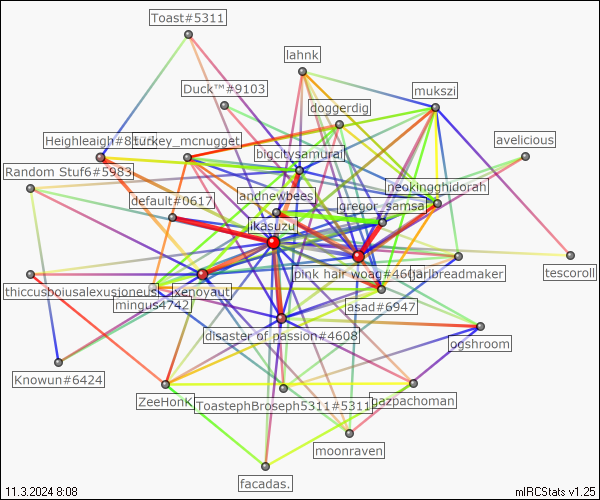 Toast#5311
lahnk
Duck™#9103
mukszi
doggerdig
Heighleaigh#8
turkey_mcnugget
avelicious
bigcitysamurai
Random Stuf6#5983
neokingghidorah
default#0617
andnewbees
gregor_samsa
ikasuzu
pink hair woag#460
jarlbreadmaker
tescoroll
thiccusboiusalexusioneus
xenoyaut
mingus4742
asad#6947
disaster of passion#4608
ogshroom
Knowun#6424
ZeeHonK
ToastephBroseph5311#5311
gazpachoman
moonraven
facadas.
11.3.2024 8:08
mIRCStats v1.25